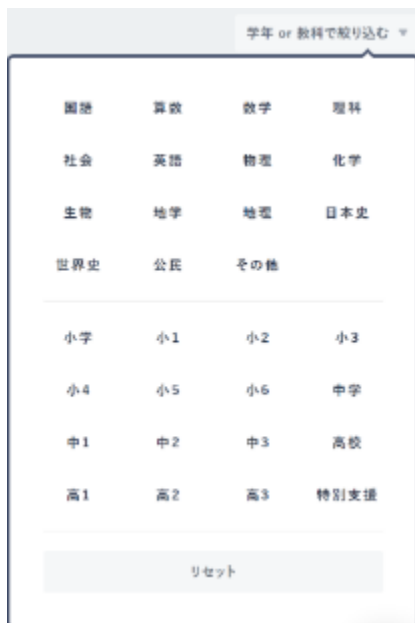 学年 or 教科で絞り込む ▼
国語 算数 数学 理科
社会 英語 物理 化学
生物 地学 地理 日本史
世界史 公民 その他
小学 小1 小2 小3
小4 小5 小6 中学
中1 中2 中3 高校
高1 高2 高3 特別支援
リセット